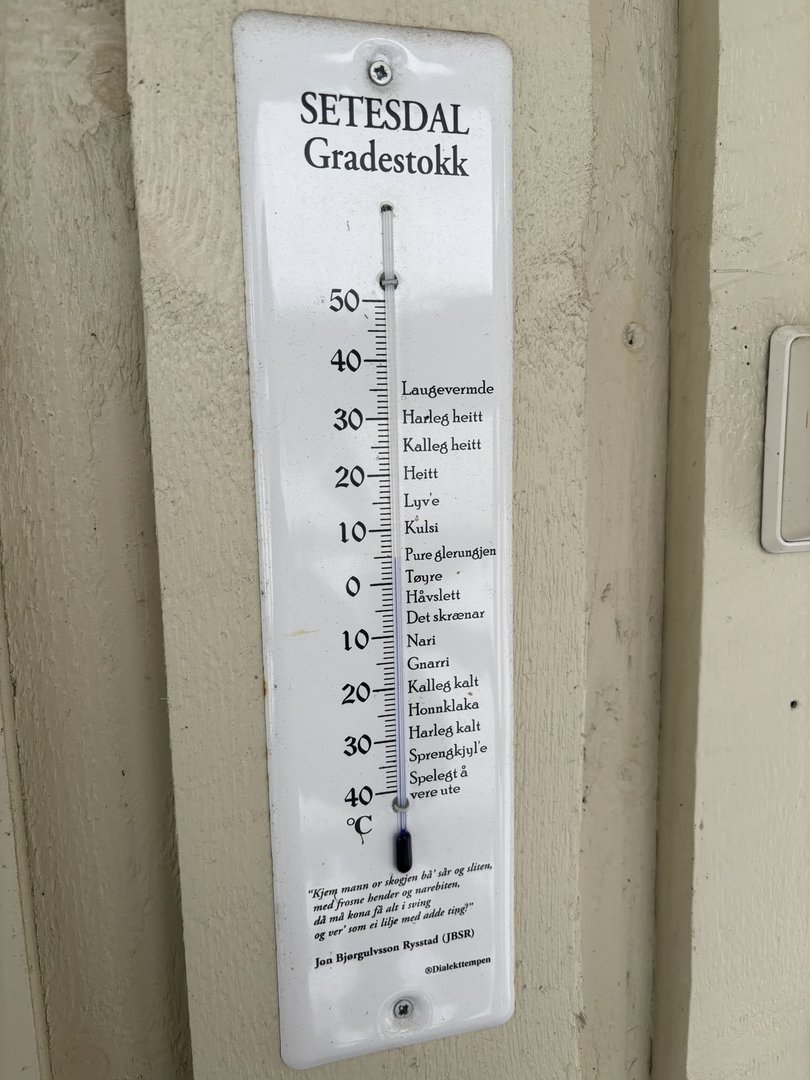 SETESDAL
Gradestokk
50
40
Laugevermde
30 Harleg heitt
Kalleg heitt
20 Heitt
Lyv'e
10 Kulsi
Pure glerungjen
0 Tøyre
Håvslett
Det skrænar
10 Nari
Gnarri
20 Kalleg kalt
Honnklaka
Harleg kalt
30 Sprengkjyl'e
Spelegt å
40 vere ute
°C
"Kjem mann or skogjen bå' sår og sliten,
med frosne hender og narebiten,
då må kona få alt i sving
og ver' som ei lilje med adde ting!"
Jon Bjørgulvsson Rysstad (JBSR)
®Dialekttempen